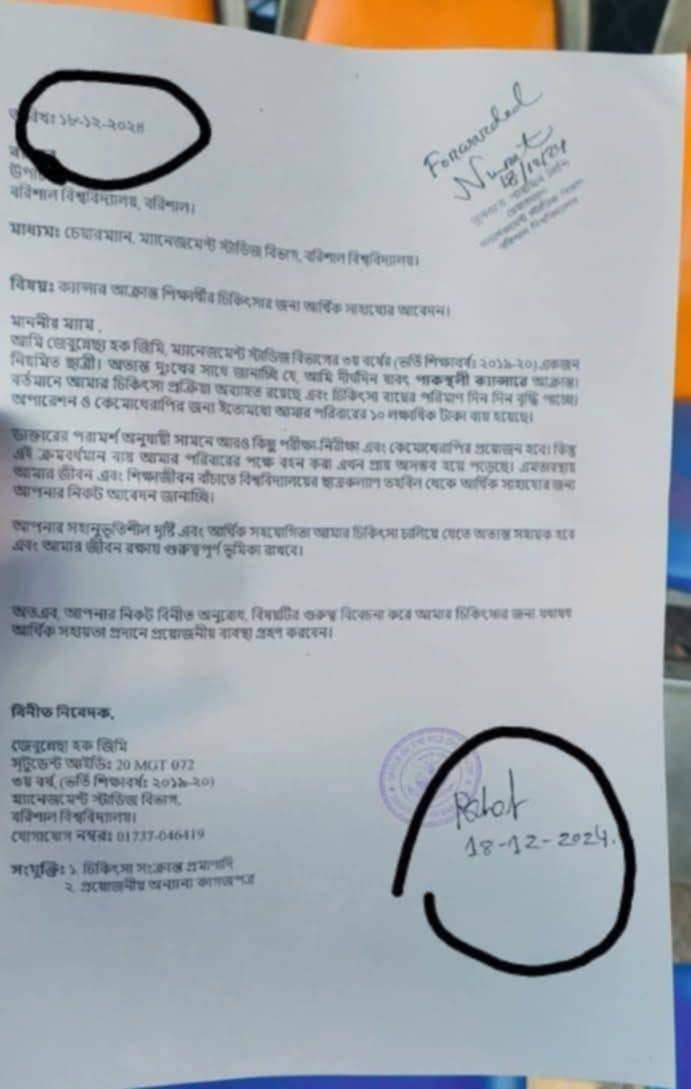 তারিখঃ ১৮-১২-২০২৪
Forwarded
18/12/24
বরিশাল বিশ্ববিদ্যালয়, বরিশাল।
মাধ্যমঃ চেয়ারম্যান, ম্যানেজমেন্ট স্টাডিজ বিভাগ, বরিশাল বিশ্ববিদ্যালয়।
বিষয়ঃ ক্যান্সার আক্রান্ত শিক্ষার্থীর চিকিৎসার জন্য আর্থিক সাহায্যের আবেদন।
মাননীয় ম্যাম,
আমি জেবুন্নেছা হক জিমি, ম্যানেজমেন্ট স্টাডিজ বিভাগের ৩য় বর্ষের (ভর্তি শিক্ষাবর্ষঃ ২০১৯-২০) একজন
নিয়মিত ছাত্রী। অত্যন্ত দুঃখের সাথে জানাচ্ছি যে, আমি দীর্ঘদিন যাবৎ পাকস্থলী ক্যান্সারে আক্রান্ত।
বর্তমানে আমার চিকিৎসা প্রক্রিয়া অব্যাহত রয়েছে এবং চিকিৎসা ব্যয়ের পরিমাণ দিন দিন বৃদ্ধি পাচ্ছে।
অপারেশন ও কেমোথেরাপির জন্য ইতোমধ্যে আমার পরিবারের ১০ লক্ষাধিক টাকা ব্যয় হয়েছে।
ডাক্তারের পরামর্শ অনুযায়ী সামনে আরও কিছু পরীক্ষা-নিরীক্ষা এবং কেমোথেরাপির প্রয়োজন হবে। কিন্তু
এই ক্রমবর্ধমান ব্যয় আমার পরিবারের পক্ষে বহন করা এখন প্রায় অসম্ভব হয়ে পড়েছে। এমতাবস্থায়
আমার জীবন এবং শিক্ষাজীবন বাঁচাতে বিশ্ববিদ্যালয়ের ছাত্রকল্যাণ তহবিল থেকে আর্থিক সাহায্যের জন্য
আপনার নিকট আবেদন জানাচ্ছি।
আপনার সহানুভূতিশীল দৃষ্টি এবং আর্থিক সহযোগিতা আমার চিকিৎসা চালিয়ে যেতে অত্যন্ত সহায়ক হবে
এবং আমার জীবন রক্ষায় গুরুত্বপূর্ণ ভূমিকা রাখবে।
অতএব, আপনার নিকট বিনীত অনুরোধ, বিষয়টির গুরুত্ব বিবেচনা করে আমার চিকিৎসার জন্য যথাযথ
আর্থিক সহায়তা প্রদানে প্রয়োজনীয় ব্যবস্থা গ্রহণ করবেন।
বিনীত নিবেদক,
জেবুন্নেছা হক জিমি
স্টুডেন্ট আইডিঃ 20 MGT 072
৩য় বর্ষ, (ভর্তি শিক্ষাবর্ষঃ ২০১৯-২০)
ম্যানেজমেন্ট স্টাডিজ বিভাগ,
বরিশাল বিশ্ববিদ্যালয়।
যোগাযোগ নম্বরঃ 01737-046419
18-12-2024.
সংযুক্তিঃ ১. চিকিৎসা সংক্রান্ত প্রমাণাদি
২. প্রয়োজনীয় অন্যান্য কাগজপত্র